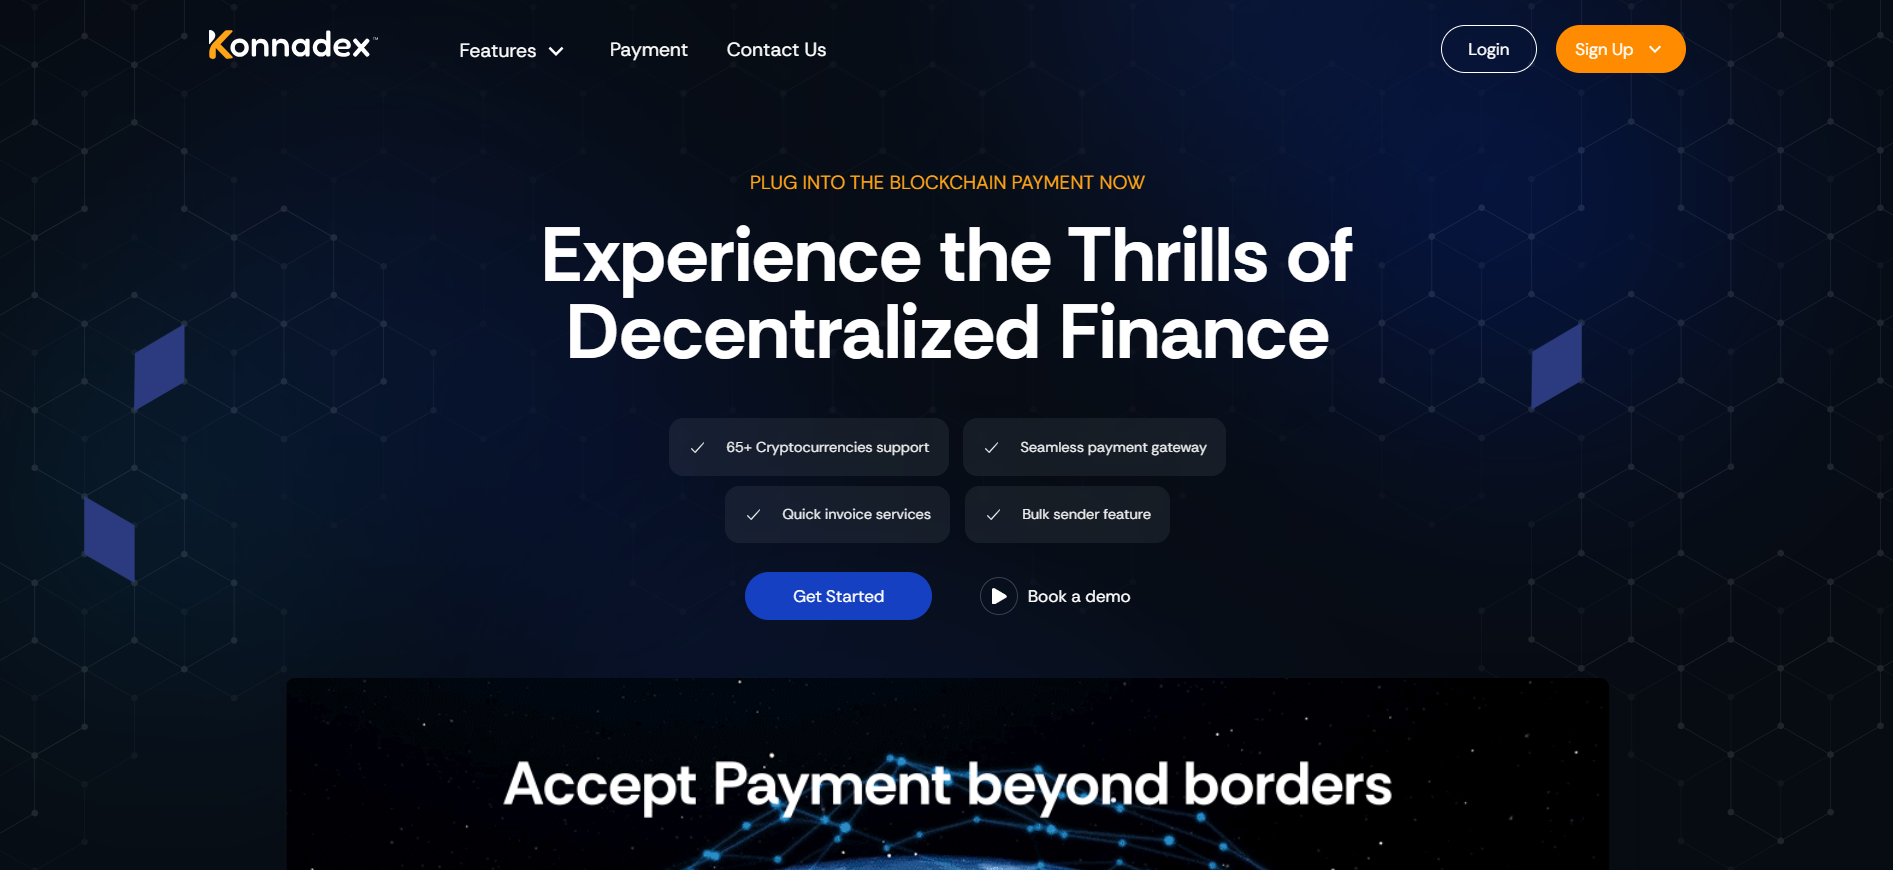 Konnadex™
Features
Payment
Contact Us
Login
Sign Up
PLUG INTO THE BLOCKCHAIN PAYMENT NOW
Experience the Thrills of
Decentralized Finance
65+ Cryptocurrencies support
Seamless payment gateway
Quick invoice services
Bulk sender feature
Get Started
Book a demo
Accept Payment beyond borders